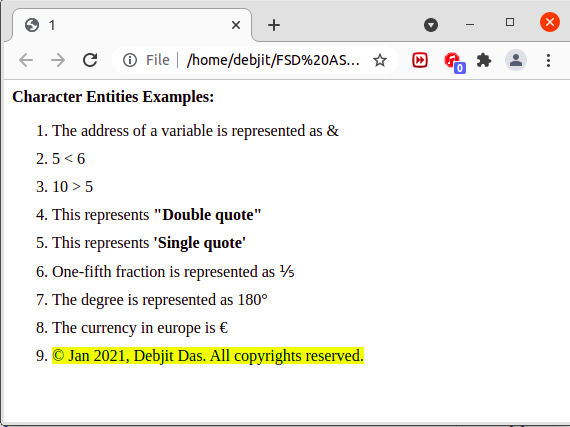 1
File /home/debjit/FSD%20AS...
0
Character Entities Examples:
1. The address of a variable is represented as &
2. 5 < 6
3. 10 > 5
4. This represents "Double quote"
5. This represents 'Single quote'
6. One-fifth fraction is represented as ⅕
7. The degree is represented as 180°
8. The currency in europe is €
9. © Jan 2021, Debjit Das. All copyrights reserved.